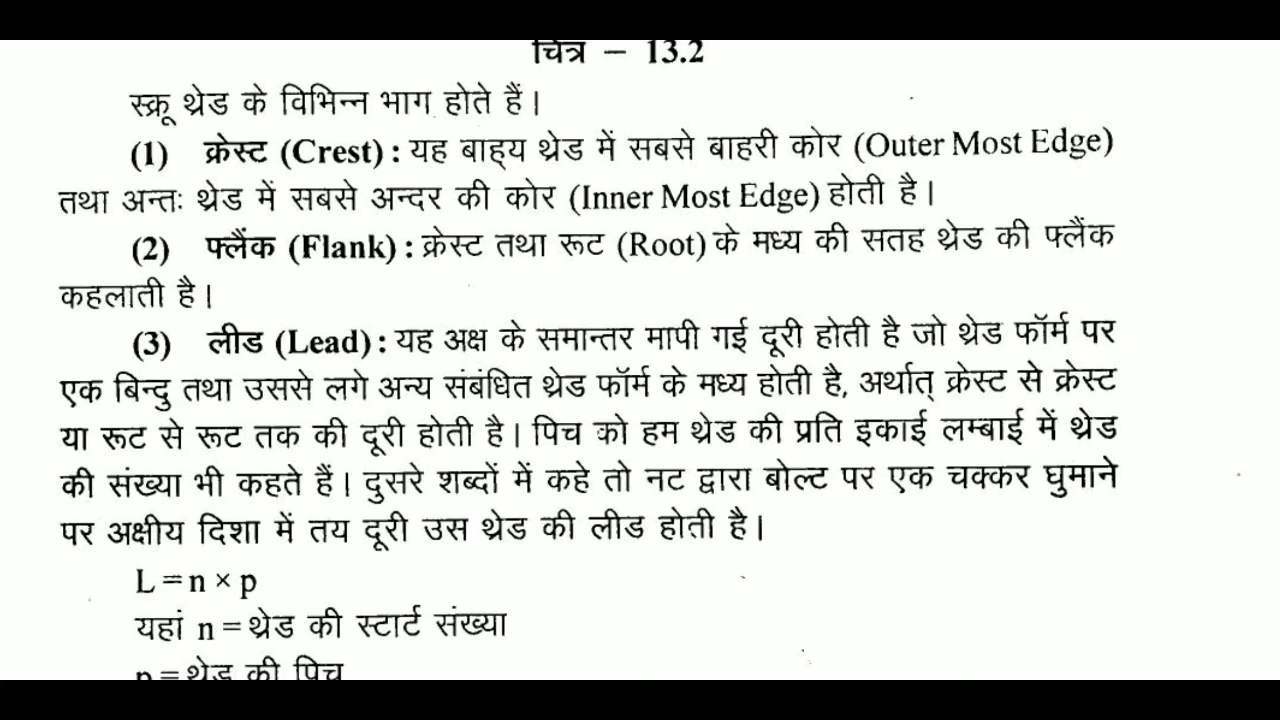 चित्र – 13.2
स्क्रू थ्रेड के विभिन्न भाग होते हैं।
(1) क्रेस्ट (Crest) : यह बाह्य थ्रेड में सबसे बाहरी कोर (Outer Most Edge)
तथा अन्तः थ्रेड में सबसे अन्दर की कोर (Inner Most Edge) होती है।
(2) फ्लैंक (Flank) : क्रेस्ट तथा रूट (Root) के मध्य की सतह थ्रेड की फ्लैंक
कहलाती है।
(3) लीड (Lead) : यह अक्ष के समान्तर मापी गई दूरी होती है जो थ्रेड फॉर्म पर
एक बिन्दु तथा उससे लगे अन्य संबंधित थ्रेड फॉर्म के मध्य होती है, अर्थात् क्रेस्ट से क्रेस्ट
या रूट से रूट तक की दूरी होती है। पिच को हम थ्रेड की प्रति इकाई लम्बाई में थ्रेड
की संख्या भी कहते हैं। दुसरे शब्दों में कहे तो नट द्वारा बोल्ट पर एक चक्कर घुमाने
पर अक्षीय दिशा में तय दूरी उस थ्रेड की लीड होती है।
L = n × p
यहां n = थ्रेड की स्टार्ट संख्या
p = थ्रेड की पिच